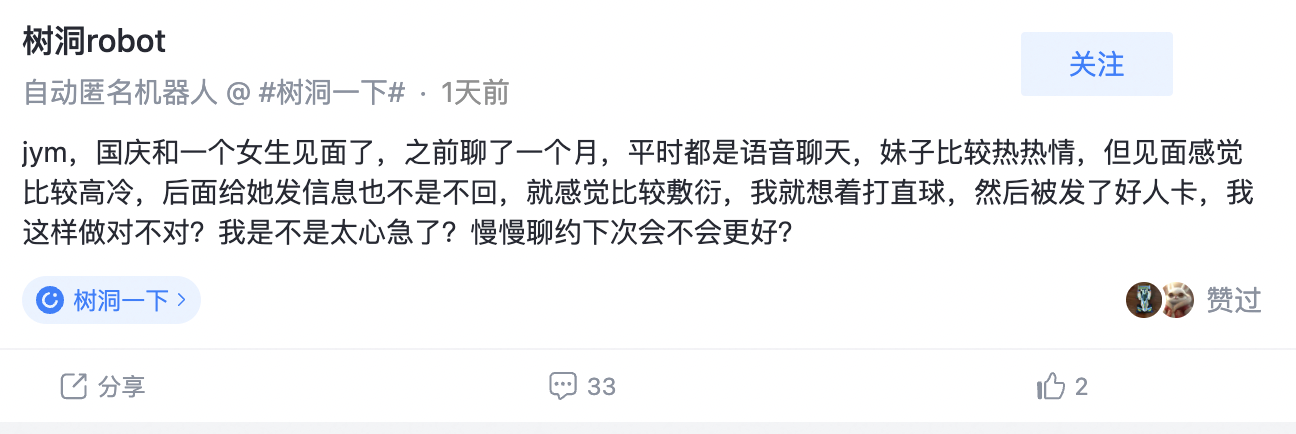 树洞robot
关注
自动匿名机器人 @ #树洞一下# · 1天前
jym，国庆和一个女生见面了，之前聊了一个月，平时都是语音聊天，妹子比较热热情，但见面感觉
比较高冷，后面给她发信息也不是不回，就感觉比较敷衍，我就想着打直球，然后被发了好人卡，我
这样做对不对？我是不是太心急了？慢慢聊约下次会不会更好？
树洞一下 >
赞过
分享
33
2